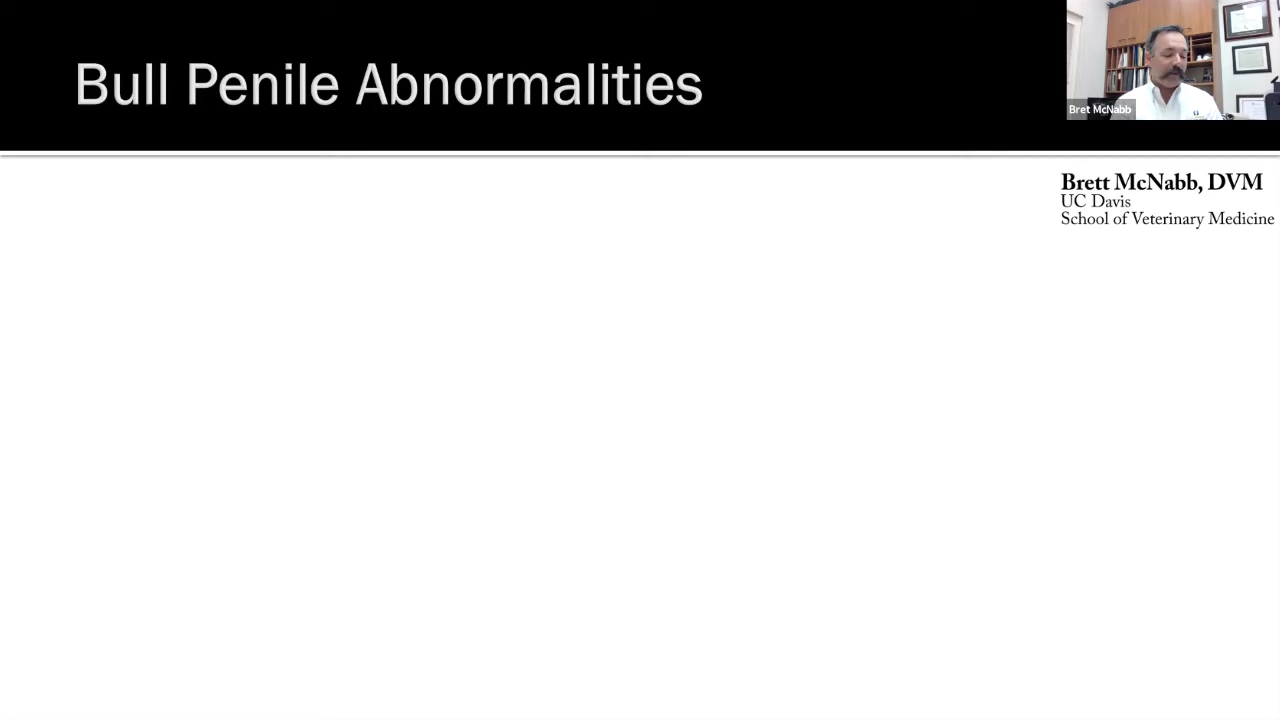 Bull Penile Abnormalities
Bret McNabb
Brett McNabb, DVM
UC Davis
School of Veterinary Medicine